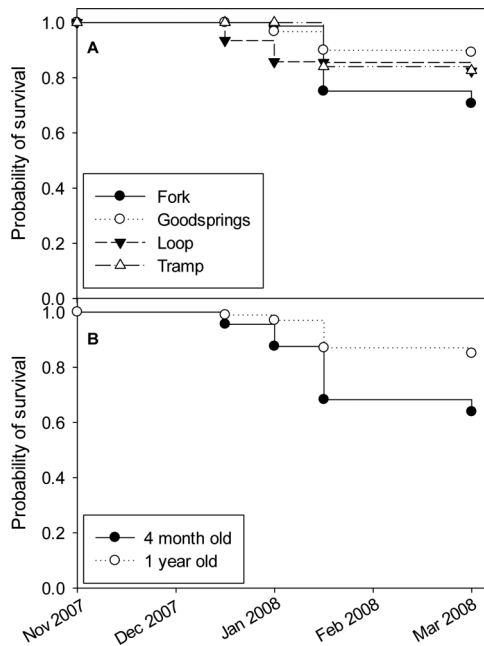 1.0
A
0.8
0.6
0.4
0.2
0.0
Probability of survival
Fork
Goodsprings
Loop
Tramp
1.0
B
0.8
0.6
0.4
0.2
0.0
Probability of survival
4 month old
1 year old
Nov 2007
Dec 2007
Jan 2008
Feb 2008
Mar 2008